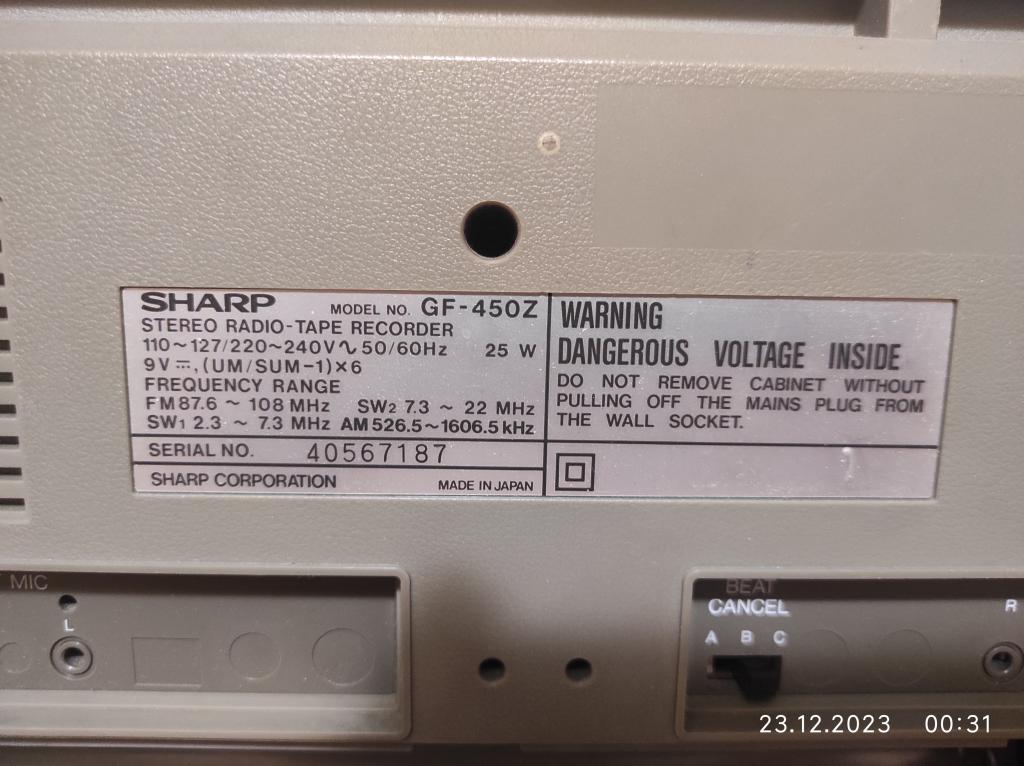 SHARP MODEL NO. GF-450Z
STEREO RADIO-TAPE RECORDER
110~127/220~240V∿50/60Hz 25 W
9V ⎓, (UM/SUM-1)×6
FREQUENCY RANGE
FM 87.6 ~ 108 MHz SW2 7.3 ~ 22 MHz
SW1 2.3 ~ 7.3 MHz AM 526.5~1606.5 kHz
SERIAL NO. 40567187
SHARP CORPORATION MADE IN JAPAN
WARNING
DANGEROUS VOLTAGE INSIDE
DO NOT REMOVE CABINET WITHOUT
PULLING OFF THE MAINS PLUG FROM
THE WALL SOCKET.
MIC
L
BEAT
CANCEL
A B C
R
23.12.2023 00:31